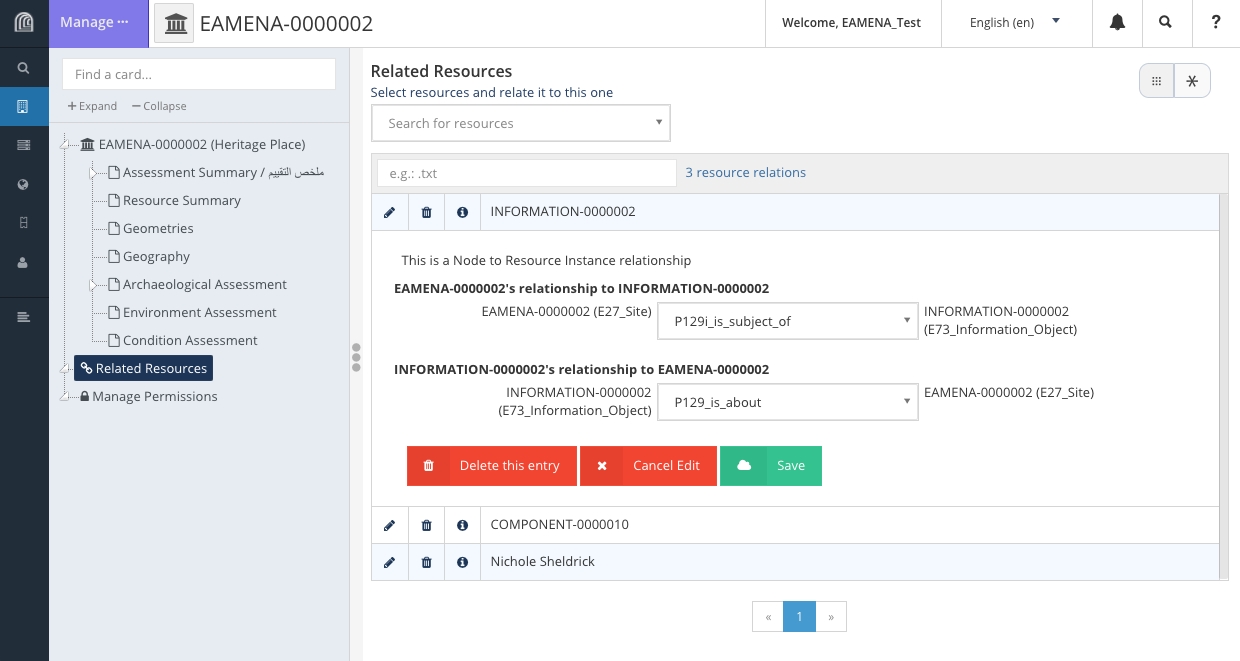 Manage ...
EAMENA-0000002
Welcome, EAMENA_Test
English (en)
?
Find a card...
+Expand
−Collapse
EAMENA-0000002 (Heritage Place)
Assessment Summary / ملخص التقييم
Resource Summary
Geometries
Geography
Archaeological Assessment
Environment Assessment
Condition Assessment
Related Resources
Manage Permissions
Related Resources
Select resources and relate it to this one
Search for resources
e.g.: .txt
3 resource relations
INFORMATION-0000002
This is a Node to Resource Instance relationship
EAMENA-0000002's relationship to INFORMATION-0000002
EAMENA-0000002 (E27_Site)
P129i_is_subject_of
INFORMATION-0000002
(E73_Information_Object)
INFORMATION-0000002's relationship to EAMENA-0000002
INFORMATION-0000002
(E73_Information_Object)
P129_is_about
EAMENA-0000002 (E27_Site)
Delete this entry
Cancel Edit
Save
COMPONENT-0000010
Nichole Sheldrick
« 1 »